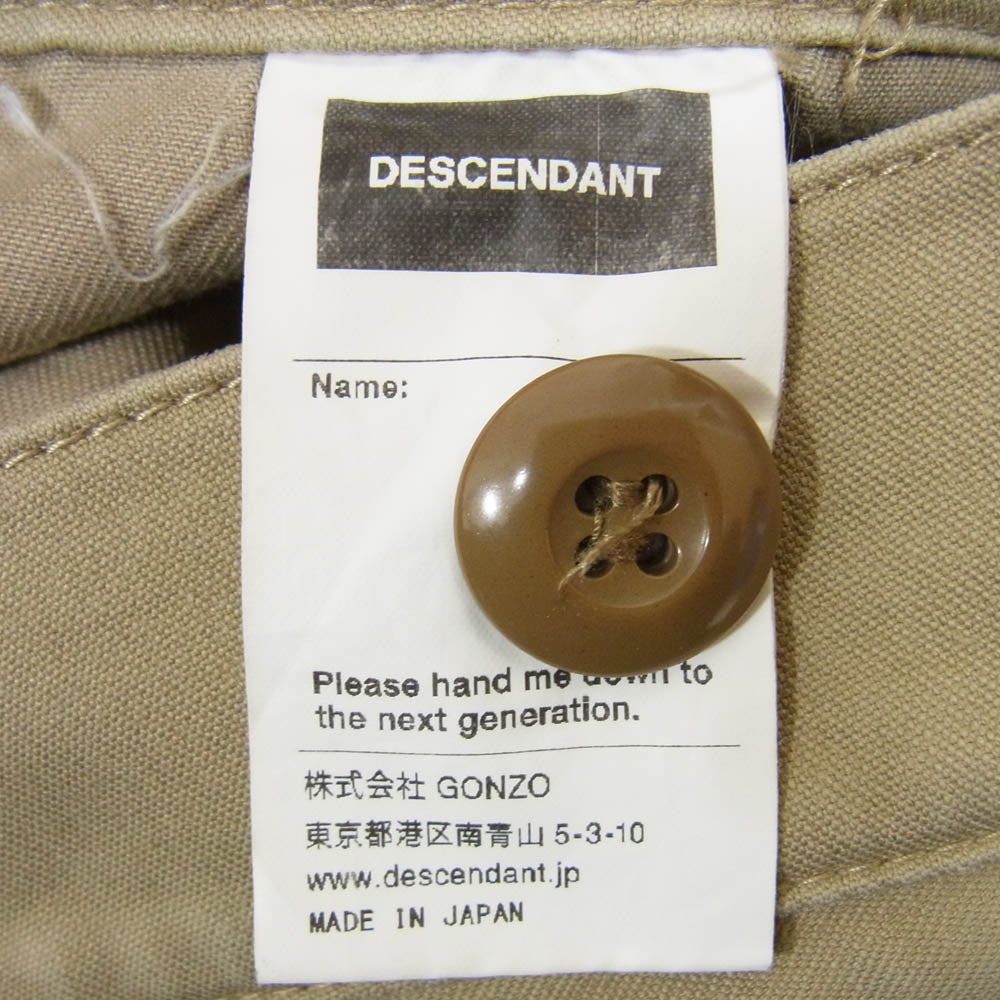 DESCENDANT
Name:
Please hand me down to
the next generation.
株式会社 GONZO
東京都港区南青山 5-3-10
www.descendant.jp
MADE IN JAPAN